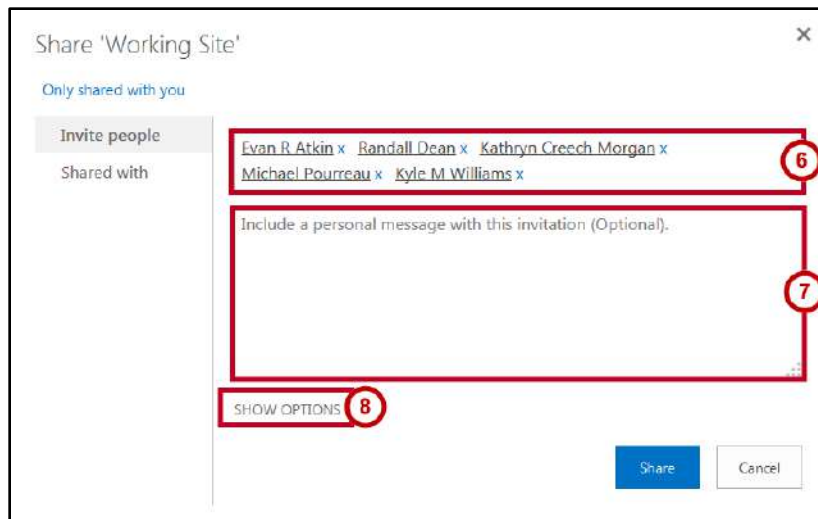 Share 'Working Site'
×
Only shared with you
Invite people
Shared with
Evan R Atkin x Randall Dean x Kathryn Creech Morgan x
Michael Pourreau x Kyle M Williams x
6
Include a personal message with this invitation (Optional).
7
SHOW OPTIONS
8
Share
Cancel